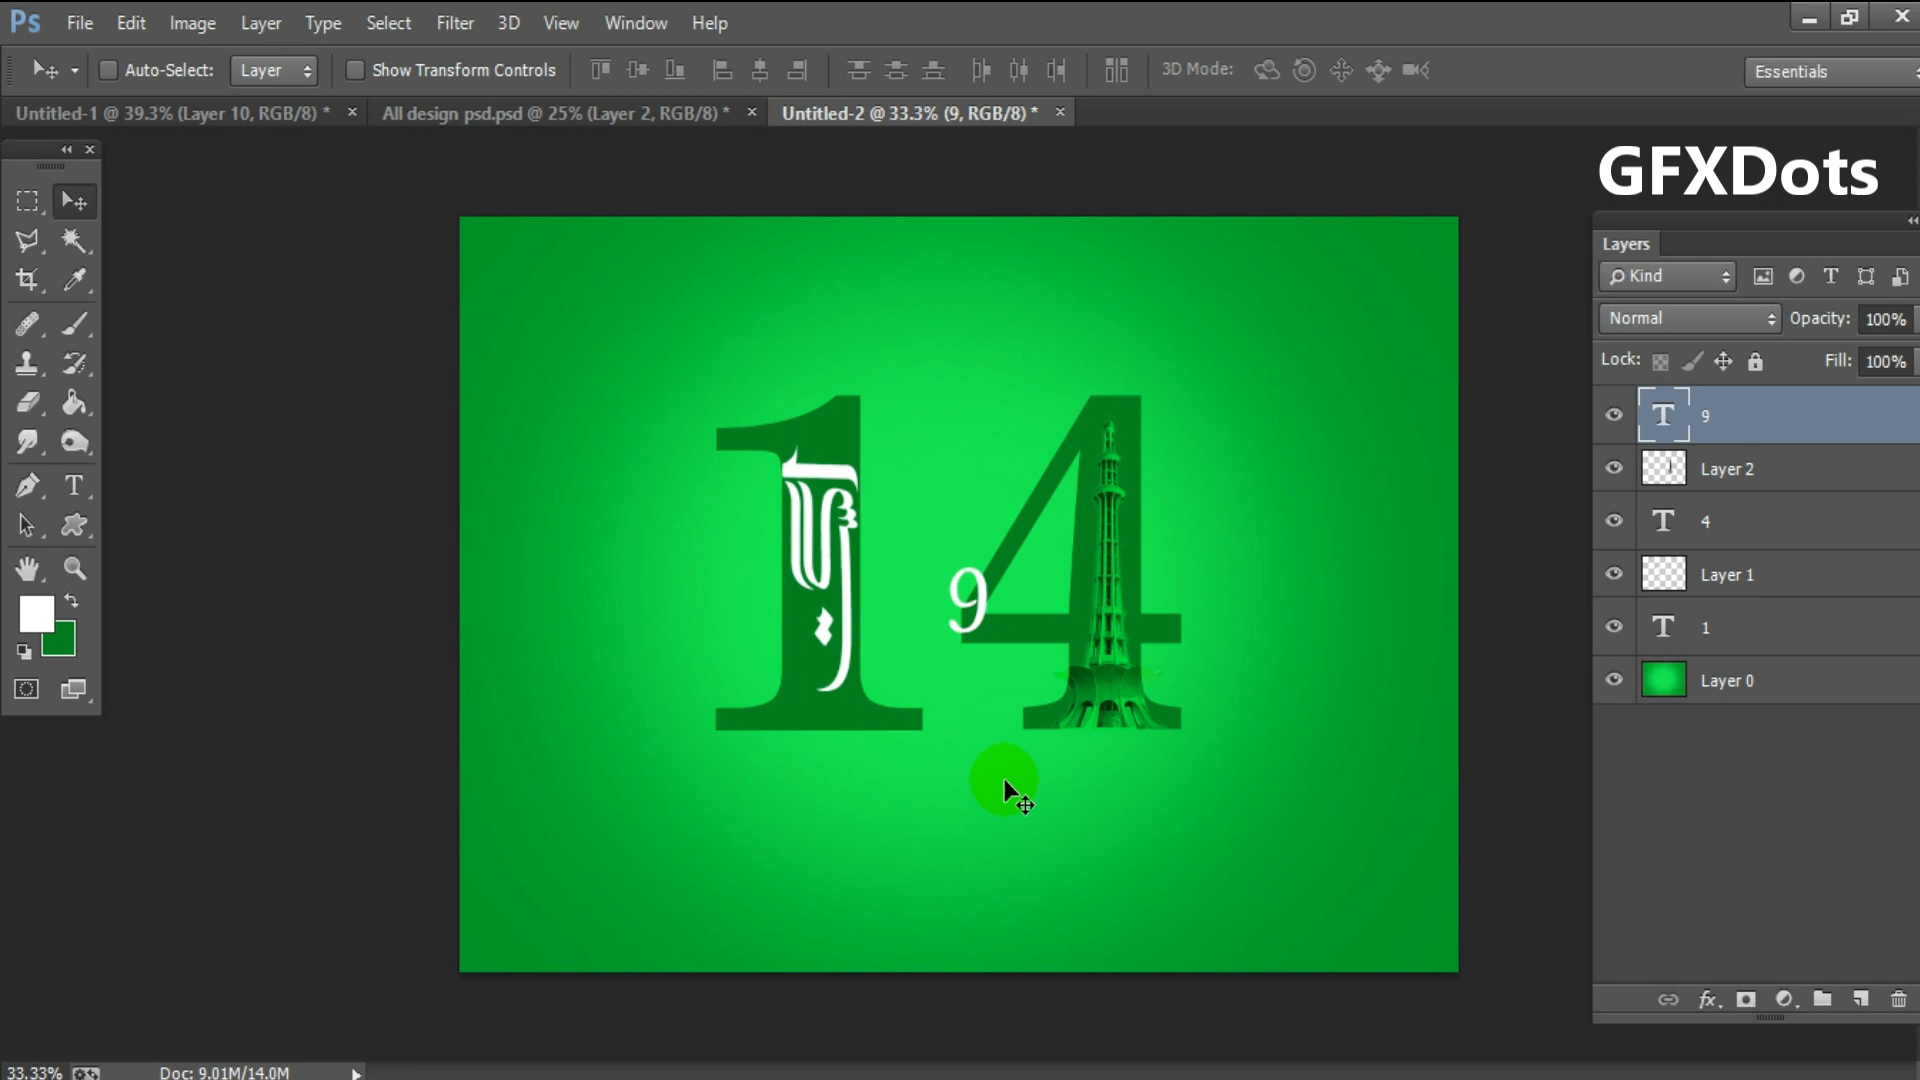 Ps File Edit Image Layer Type Select Filter 3D View Window Help
Auto-Select: Layer Show Transform Controls 3D Mode: Essentials
Untitled-1 @ 39.3% (Layer 10, RGB/8) * × All design psd.psd @ 25% (Layer 2, RGB/8) * × Untitled-2 @ 33.3% (9, RGB/8) * ×
GFXDots
Layers
Kind
Normal Opacity: 100%
Lock: Fill: 100%
T 9
Layer 2
T 4
Layer 1
T 1
Layer 0
14
9
fx
33.33% Doc: 9.01M/14.0M